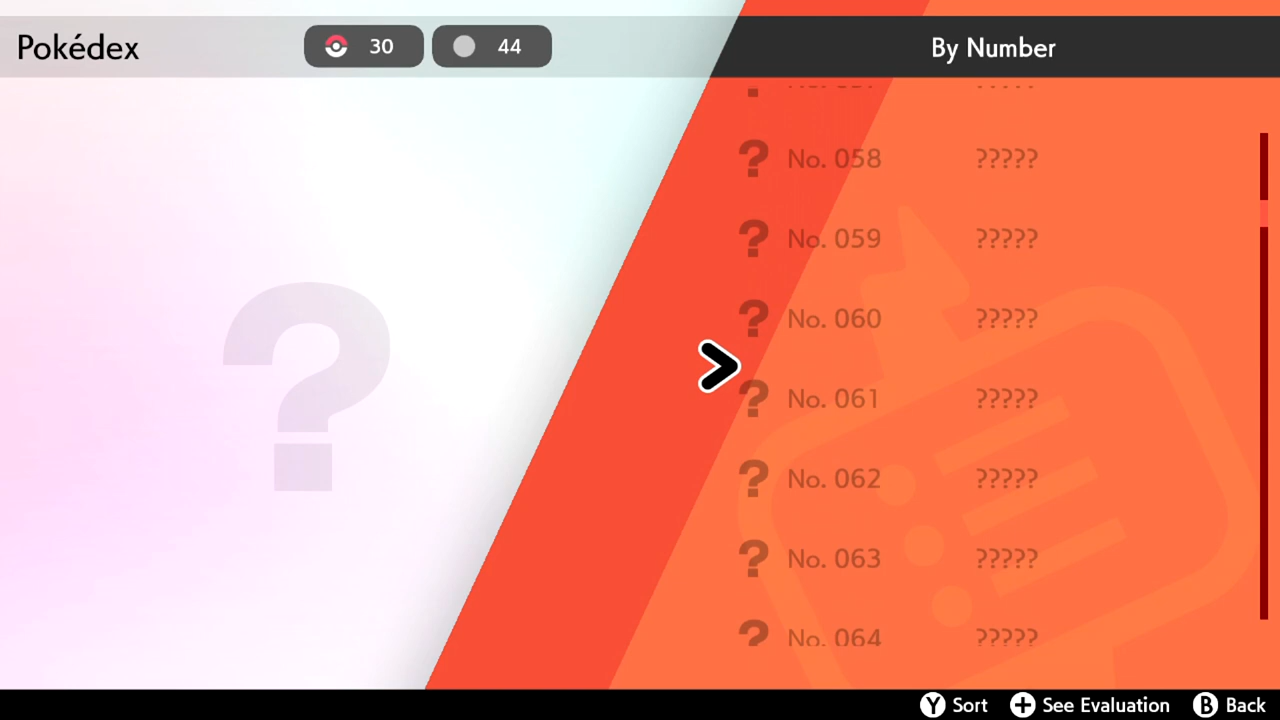 Pokédex 30 44 By Number
? No. 058 ?????
? No. 059 ?????
? No. 060 ?????
? No. 061 ?????
? No. 062 ?????
? No. 063 ?????
? No. 064 ?????
?
Y Sort + See Evaluation B Back